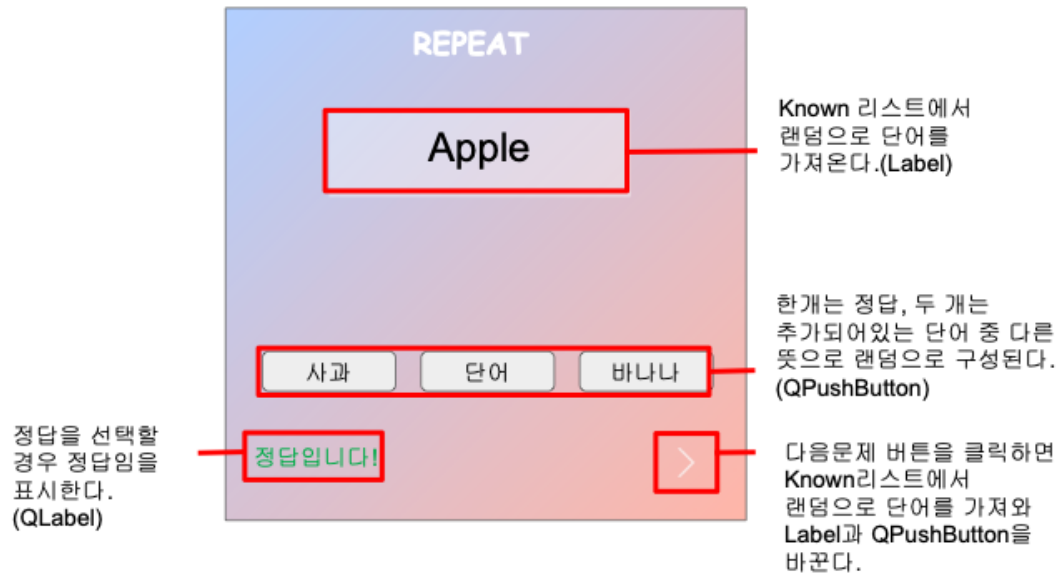 REPEAT
Apple
Known 리스트에서
랜덤으로 단어를
가져온다.(Label)
한개는 정답, 두 개는
추가되어있는 단어 중 다른
뜻으로 랜덤으로 구성된다.
(QPushButton)
사과
단어
바나나
정답을 선택할
경우 정답임을
표시한다.
(QLabel)
정답입니다!
다음문제 버튼을 클릭하면
Known리스트에서
랜덤으로 단어를 가져와
Label과 QPushButton을
바꾼다.